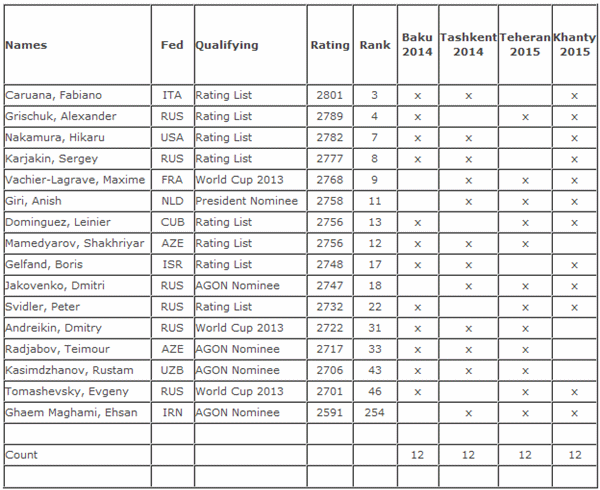 Names Fed Qualifying Rating Rank Baku Tashkent Teheran Khanty
2014 2014 2015 2015
Caruana, Fabiano ITA Rating List 2801 3 x x x
Grischuk, Alexander RUS Rating List 2789 4 x x x
Nakamura, Hikaru USA Rating List 2782 7 x x x
Karjakin, Sergey RUS Rating List 2777 8 x x x
Vachier-Lagrave, Maxime FRA World Cup 2013 2768 9 x x x
Giri, Anish NLD President Nominee 2758 11 x x x
Dominguez, Leinier CUB Rating List 2756 13 x x x
Mamedyarov, Shakhriyar AZE Rating List 2756 12 x x x
Gelfand, Boris ISR Rating List 2748 17 x x x
Jakovenko, Dmitri RUS AGON Nominee 2747 18 x x x
Svidler, Peter RUS Rating List 2732 22 x x x
Andreikin, Dmitry RUS World Cup 2013 2722 31 x x x
Radjabov, Teimour AZE AGON Nominee 2717 33 x x x
Kasimdzhanov, Rustam UZB AGON Nominee 2706 43 x x x
Tomashevsky, Evgeny RUS World Cup 2013 2701 46 x x x
Ghaem Maghami, Ehsan IRN AGON Nominee 2591 254 x x x
Count 12 12 12 12